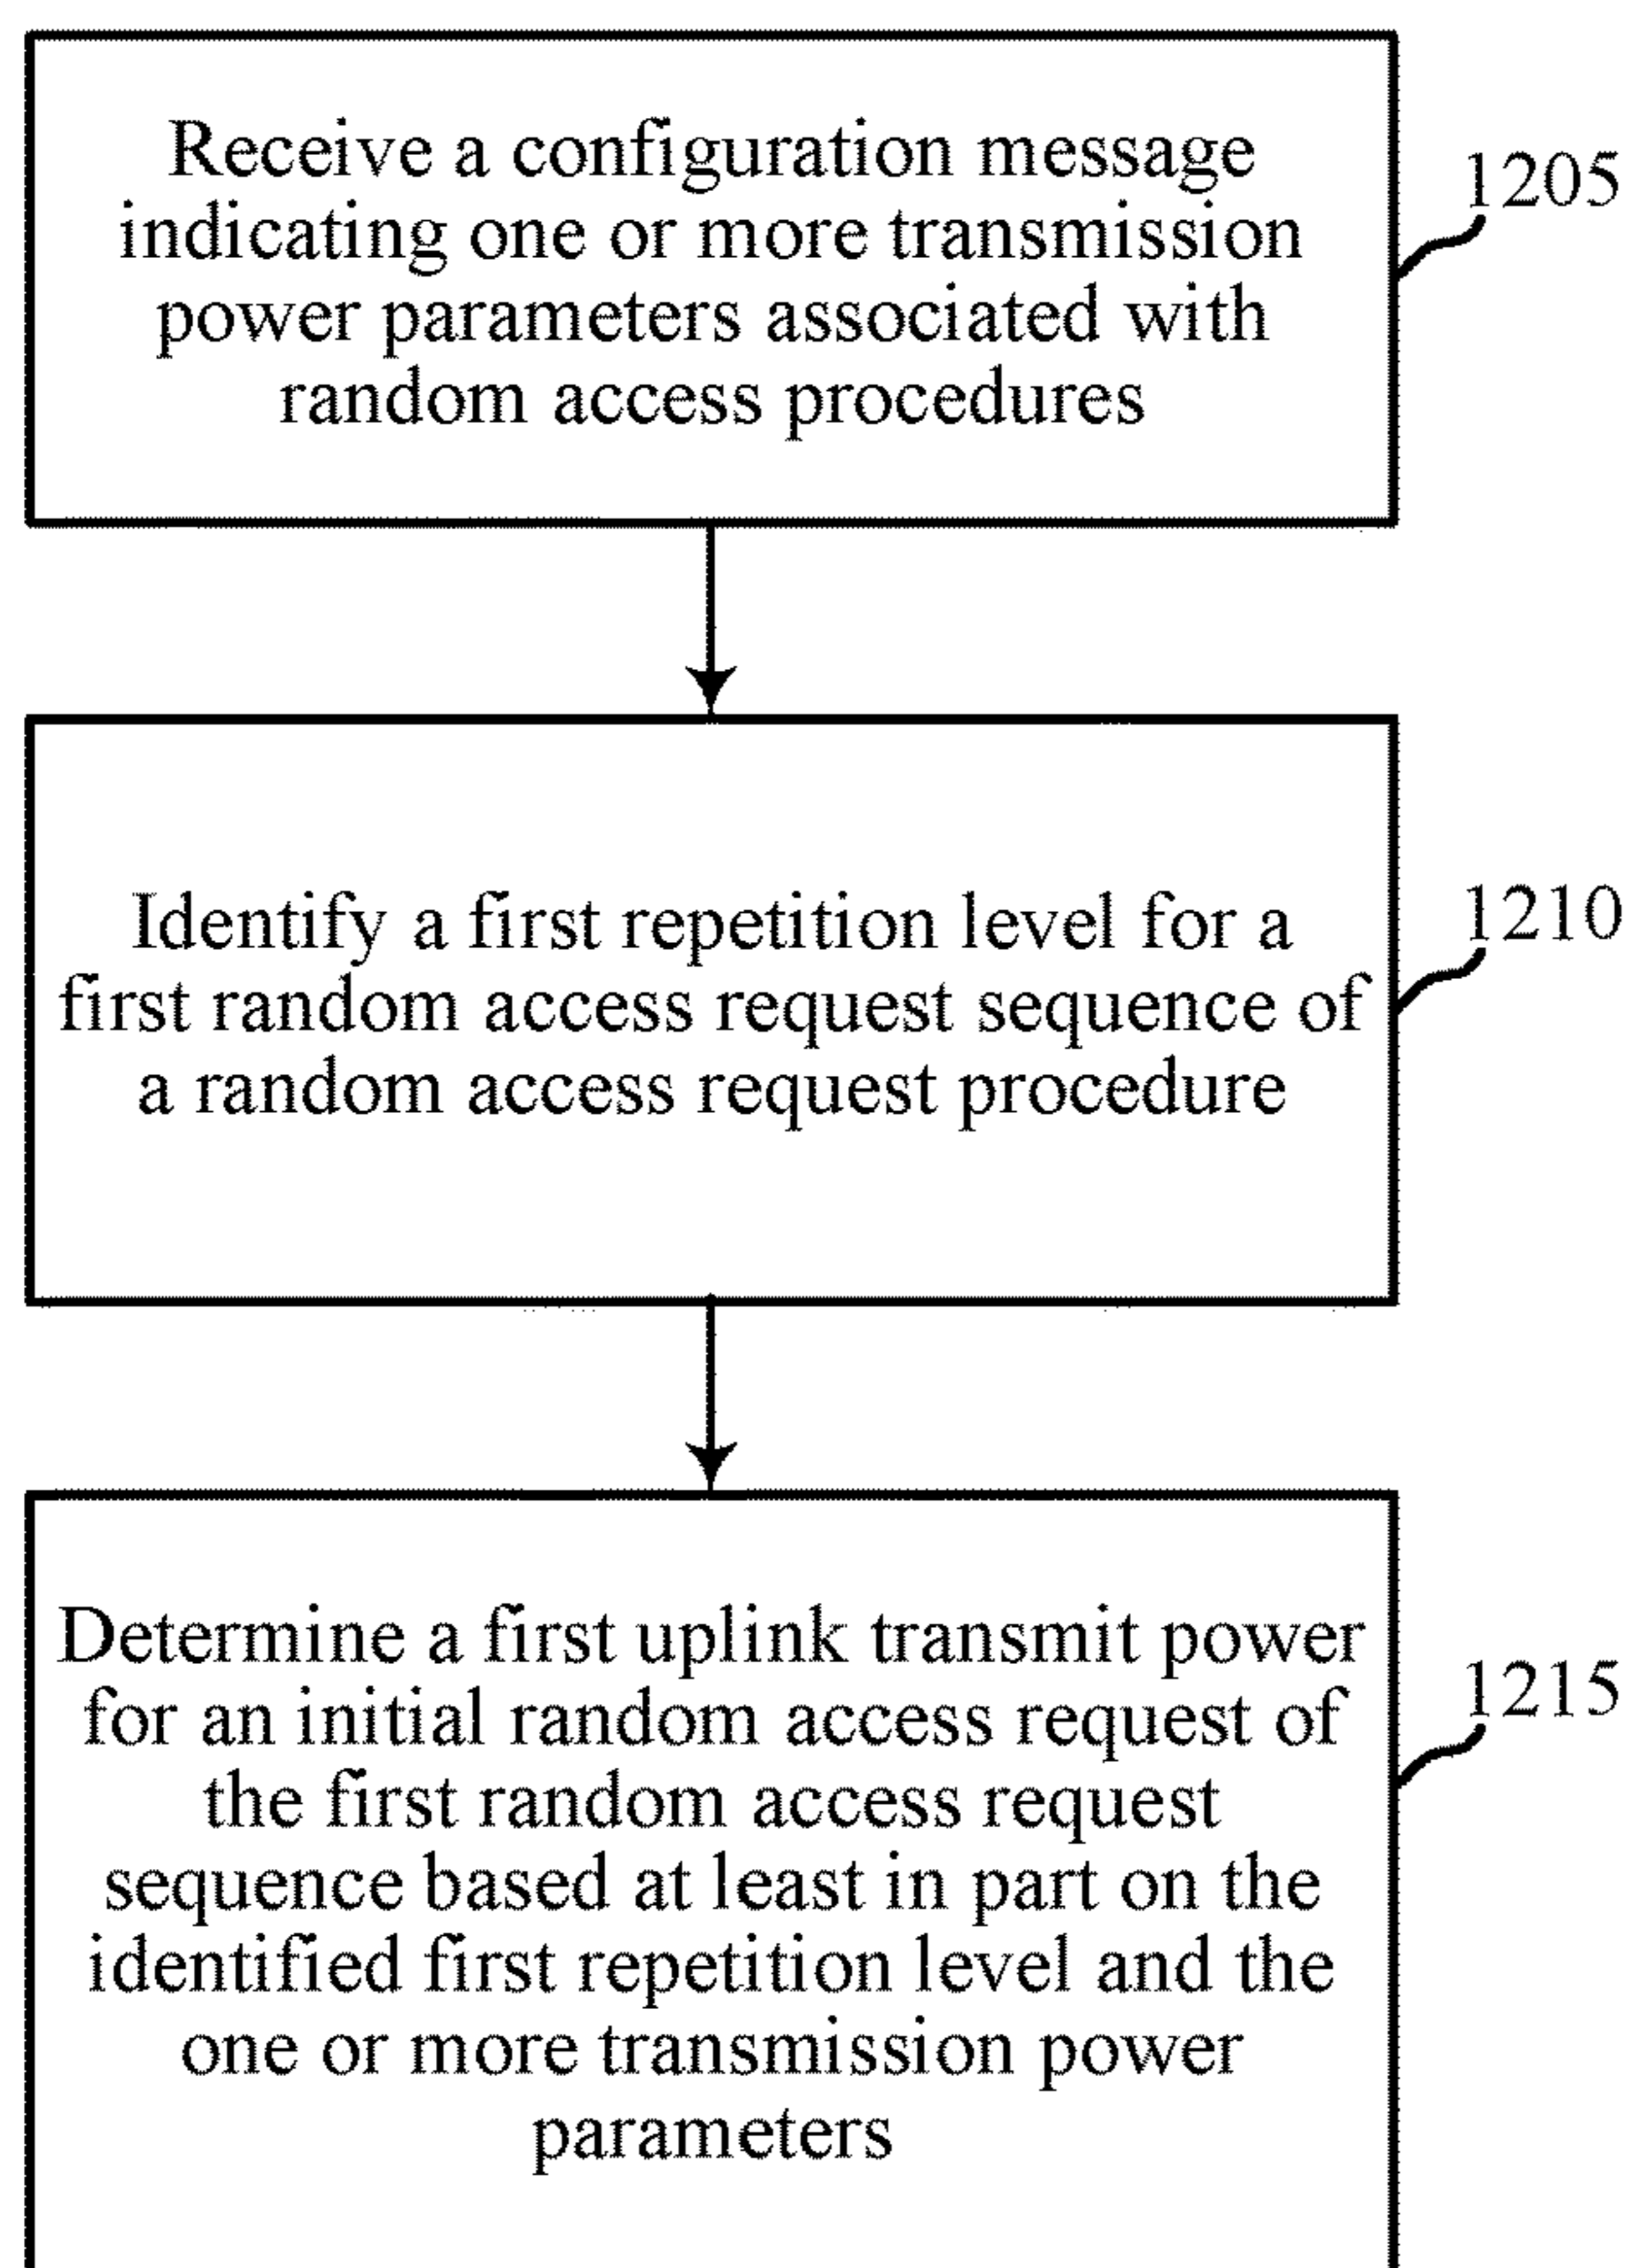 Receive a configuration message
indicating one or more transmission
power parameters associated with
random access procedures
1205
Identify a first repetition level for a
first random access request sequence of
a random access request procedure
1210
Determine a first uplink transmit power
for an initial random access request of
the first random access request
sequence based at least in part on the
identified first repetition level and the
one or more transmission power
parameters
1215